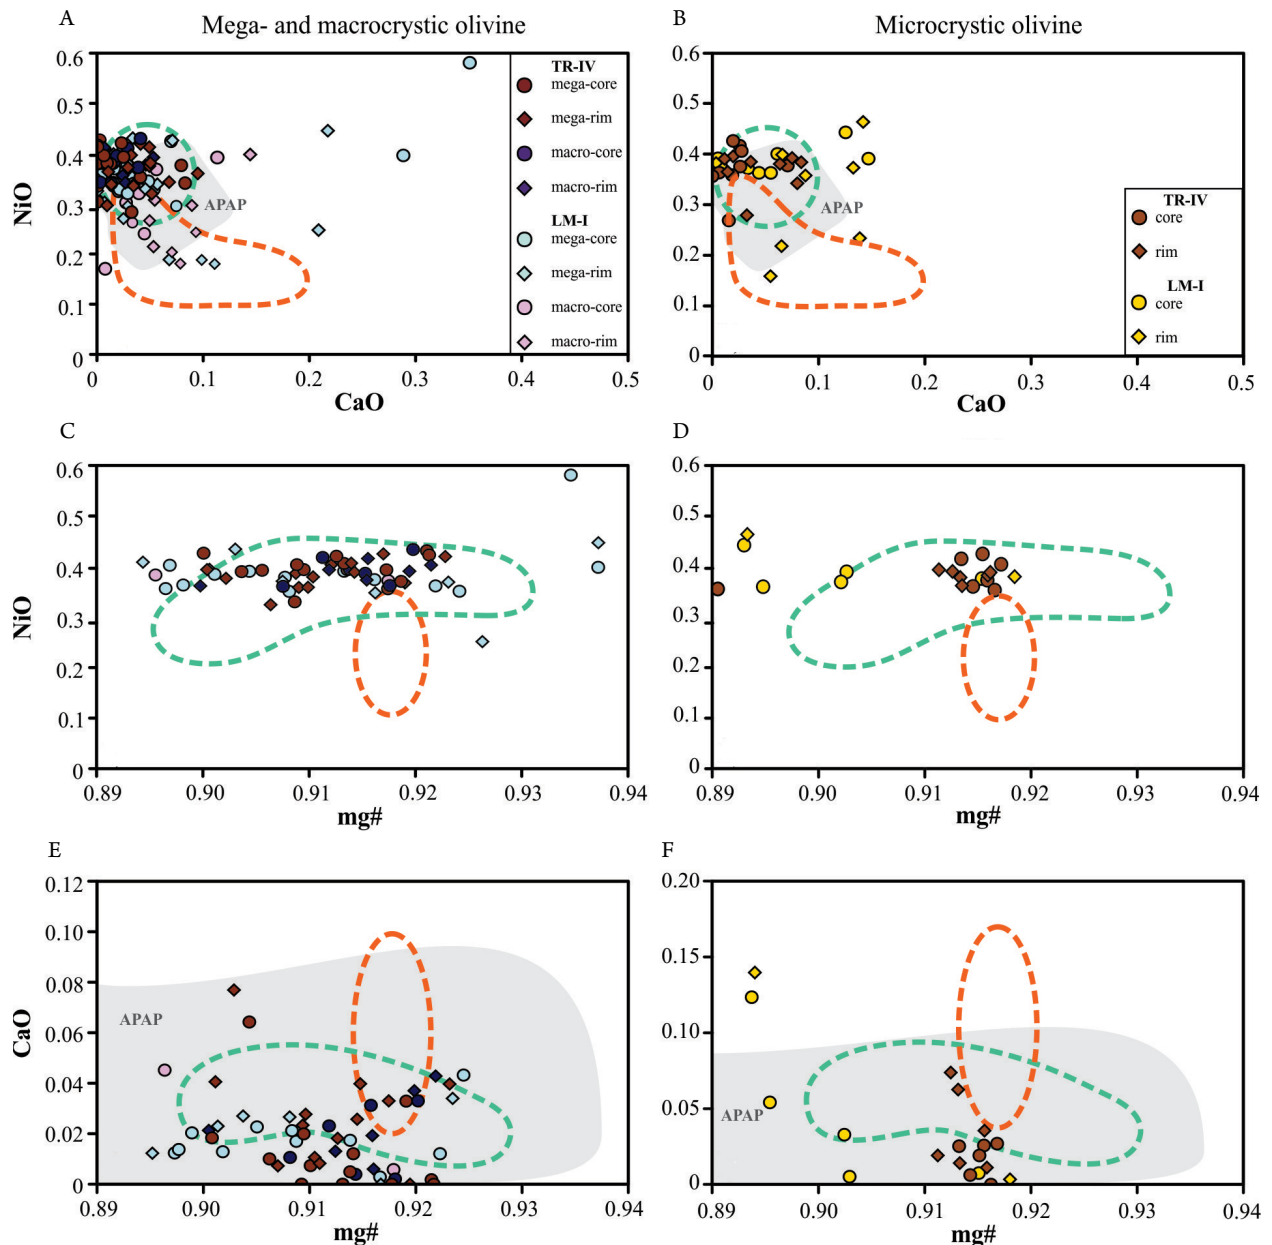 A
Mega- and macrocrystic olivine
NiO
0.6
0.5
0.4
0.3
0.2
0.1
0
0
0.1
0.2
0.3
0.4
0.5
CaO
APAP
TR-IV
mega-core
mega-rim
macro-core
macro-rim
LM-I
mega-core
mega-rim
macro-core
macro-rim
B
Microcrystic olivine
0.6
0.5
0.4
0.3
0.2
0.1
0
0
0.1
0.2
0.3
0.4
0.5
CaO
APAP
TR-IV
core
rim
LM-I
core
rim
C
NiO
0.6
0.5
0.4
0.3
0.2
0.1
0
0.89
0.90
0.91
0.92
0.93
0.94
mg#
D
0.6
0.5
0.4
0.3
0.2
0.1
0
0.89
0.90
0.91
0.92
0.93
0.94
mg#
E
CaO
0.12
0.10
0.08
0.06
0.04
0.02
0
0.89
0.90
0.91
0.92
0.93
0.94
mg#
APAP
F
0.20
0.15
0.10
0.05
0
0.89
0.90
0.91
0.92
0.93
0.94
mg#
APAP